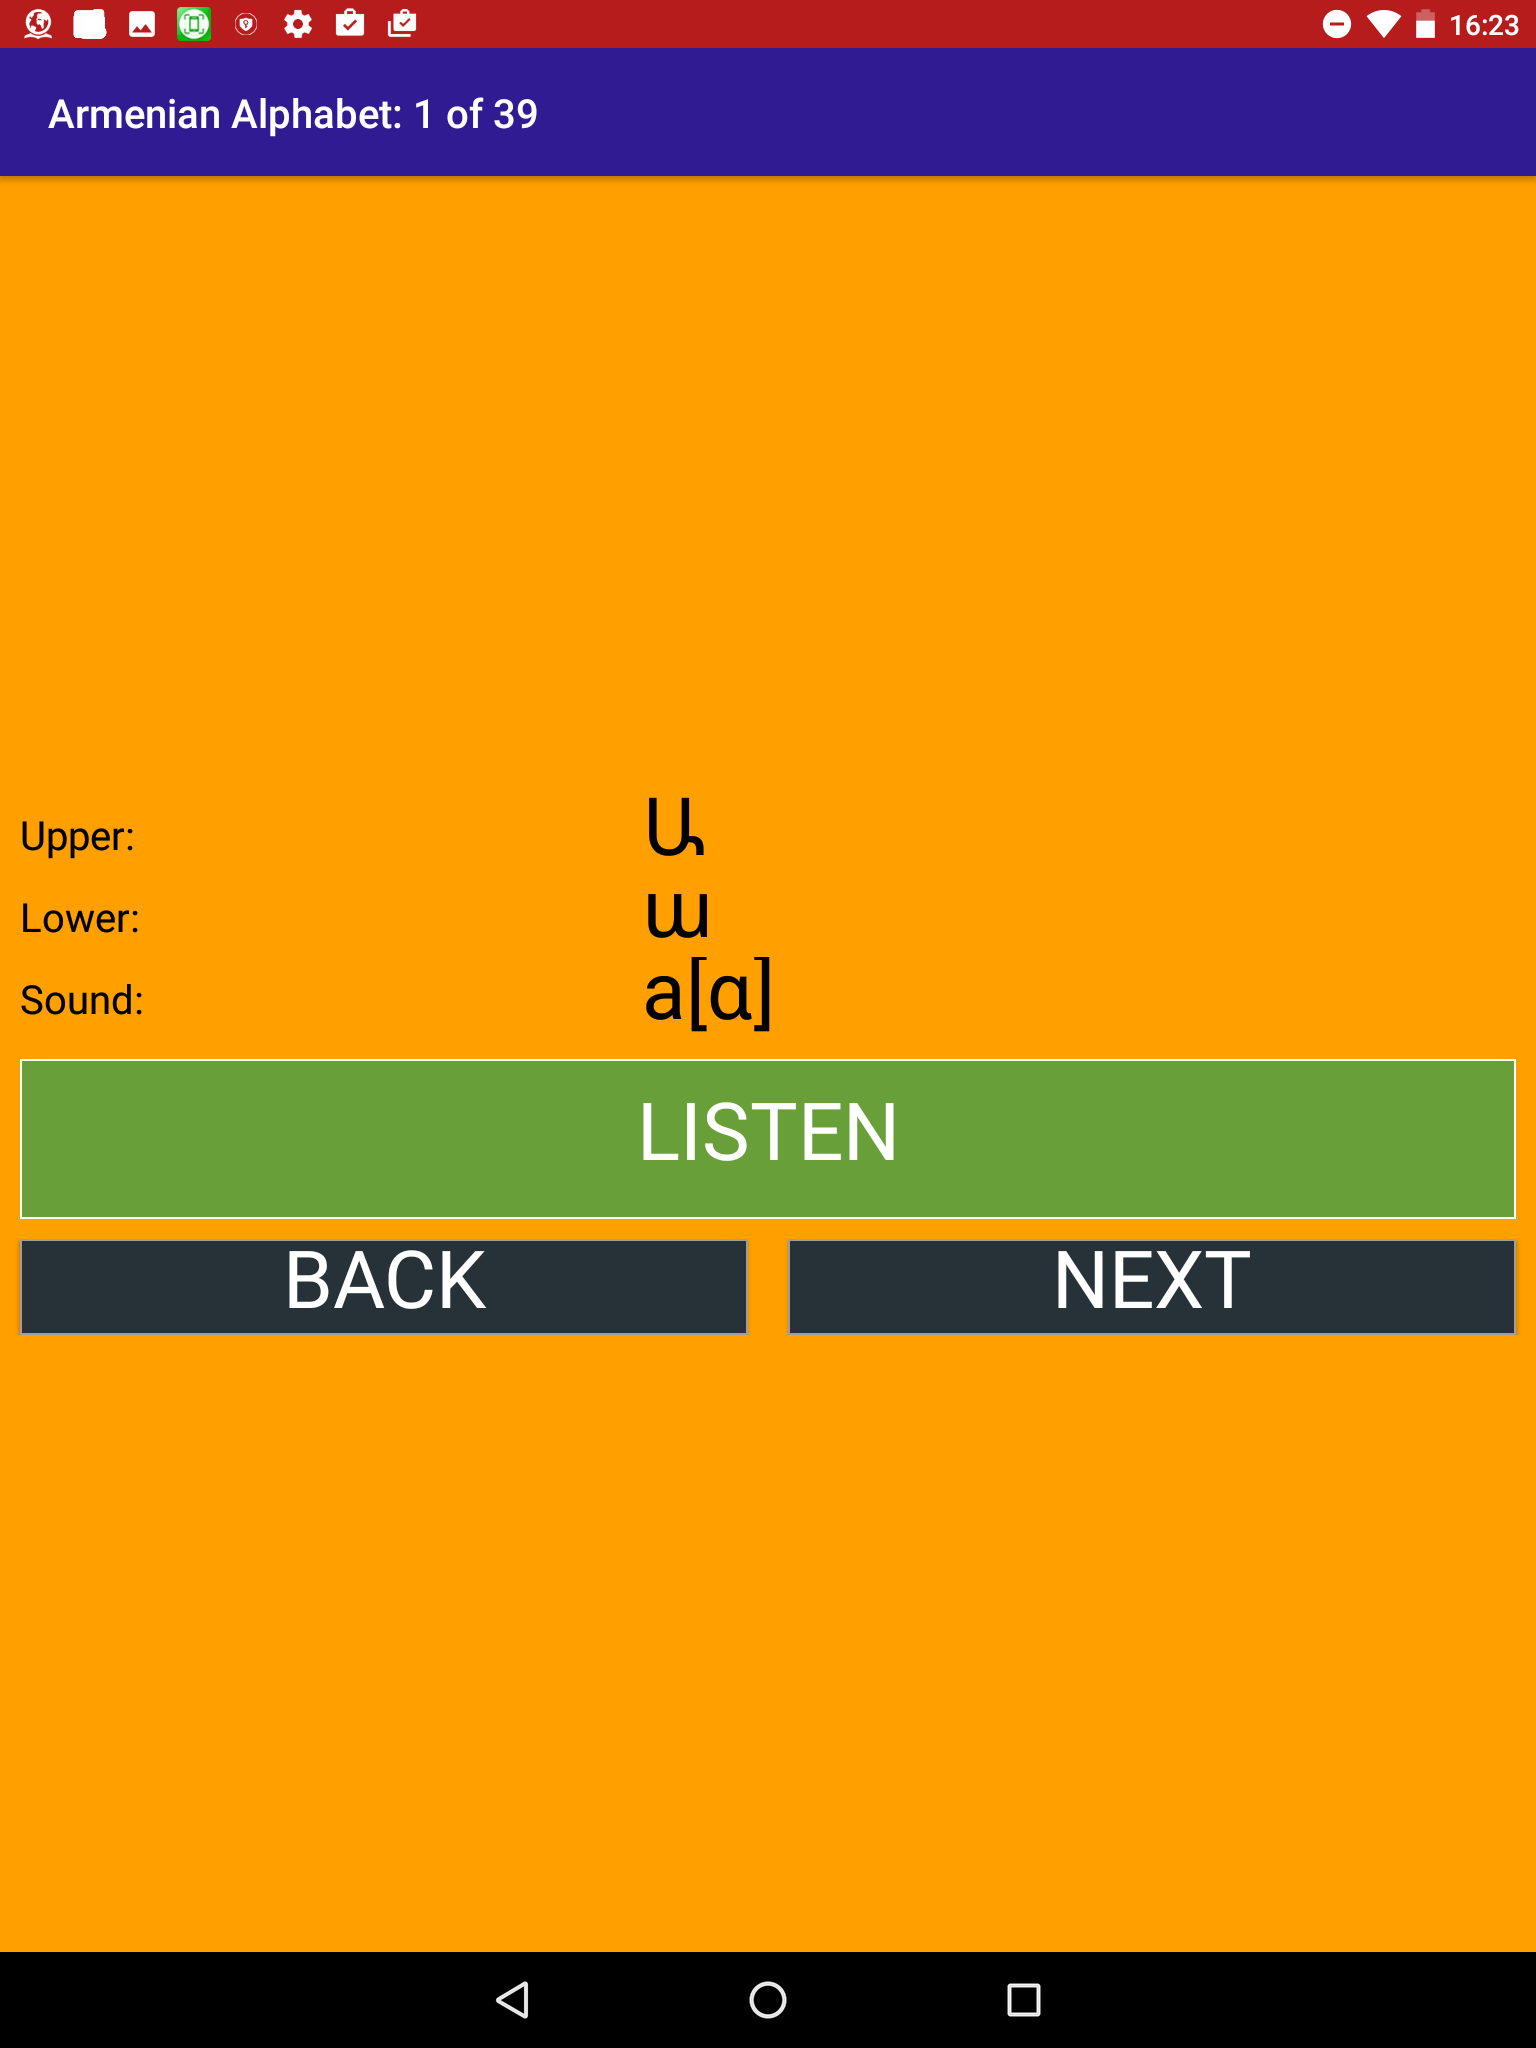 16:23
Armenian Alphabet: 1 of 39
Upper: Ա
Lower: ա
Sound: a[ɑ]
LISTEN
BACK NEXT